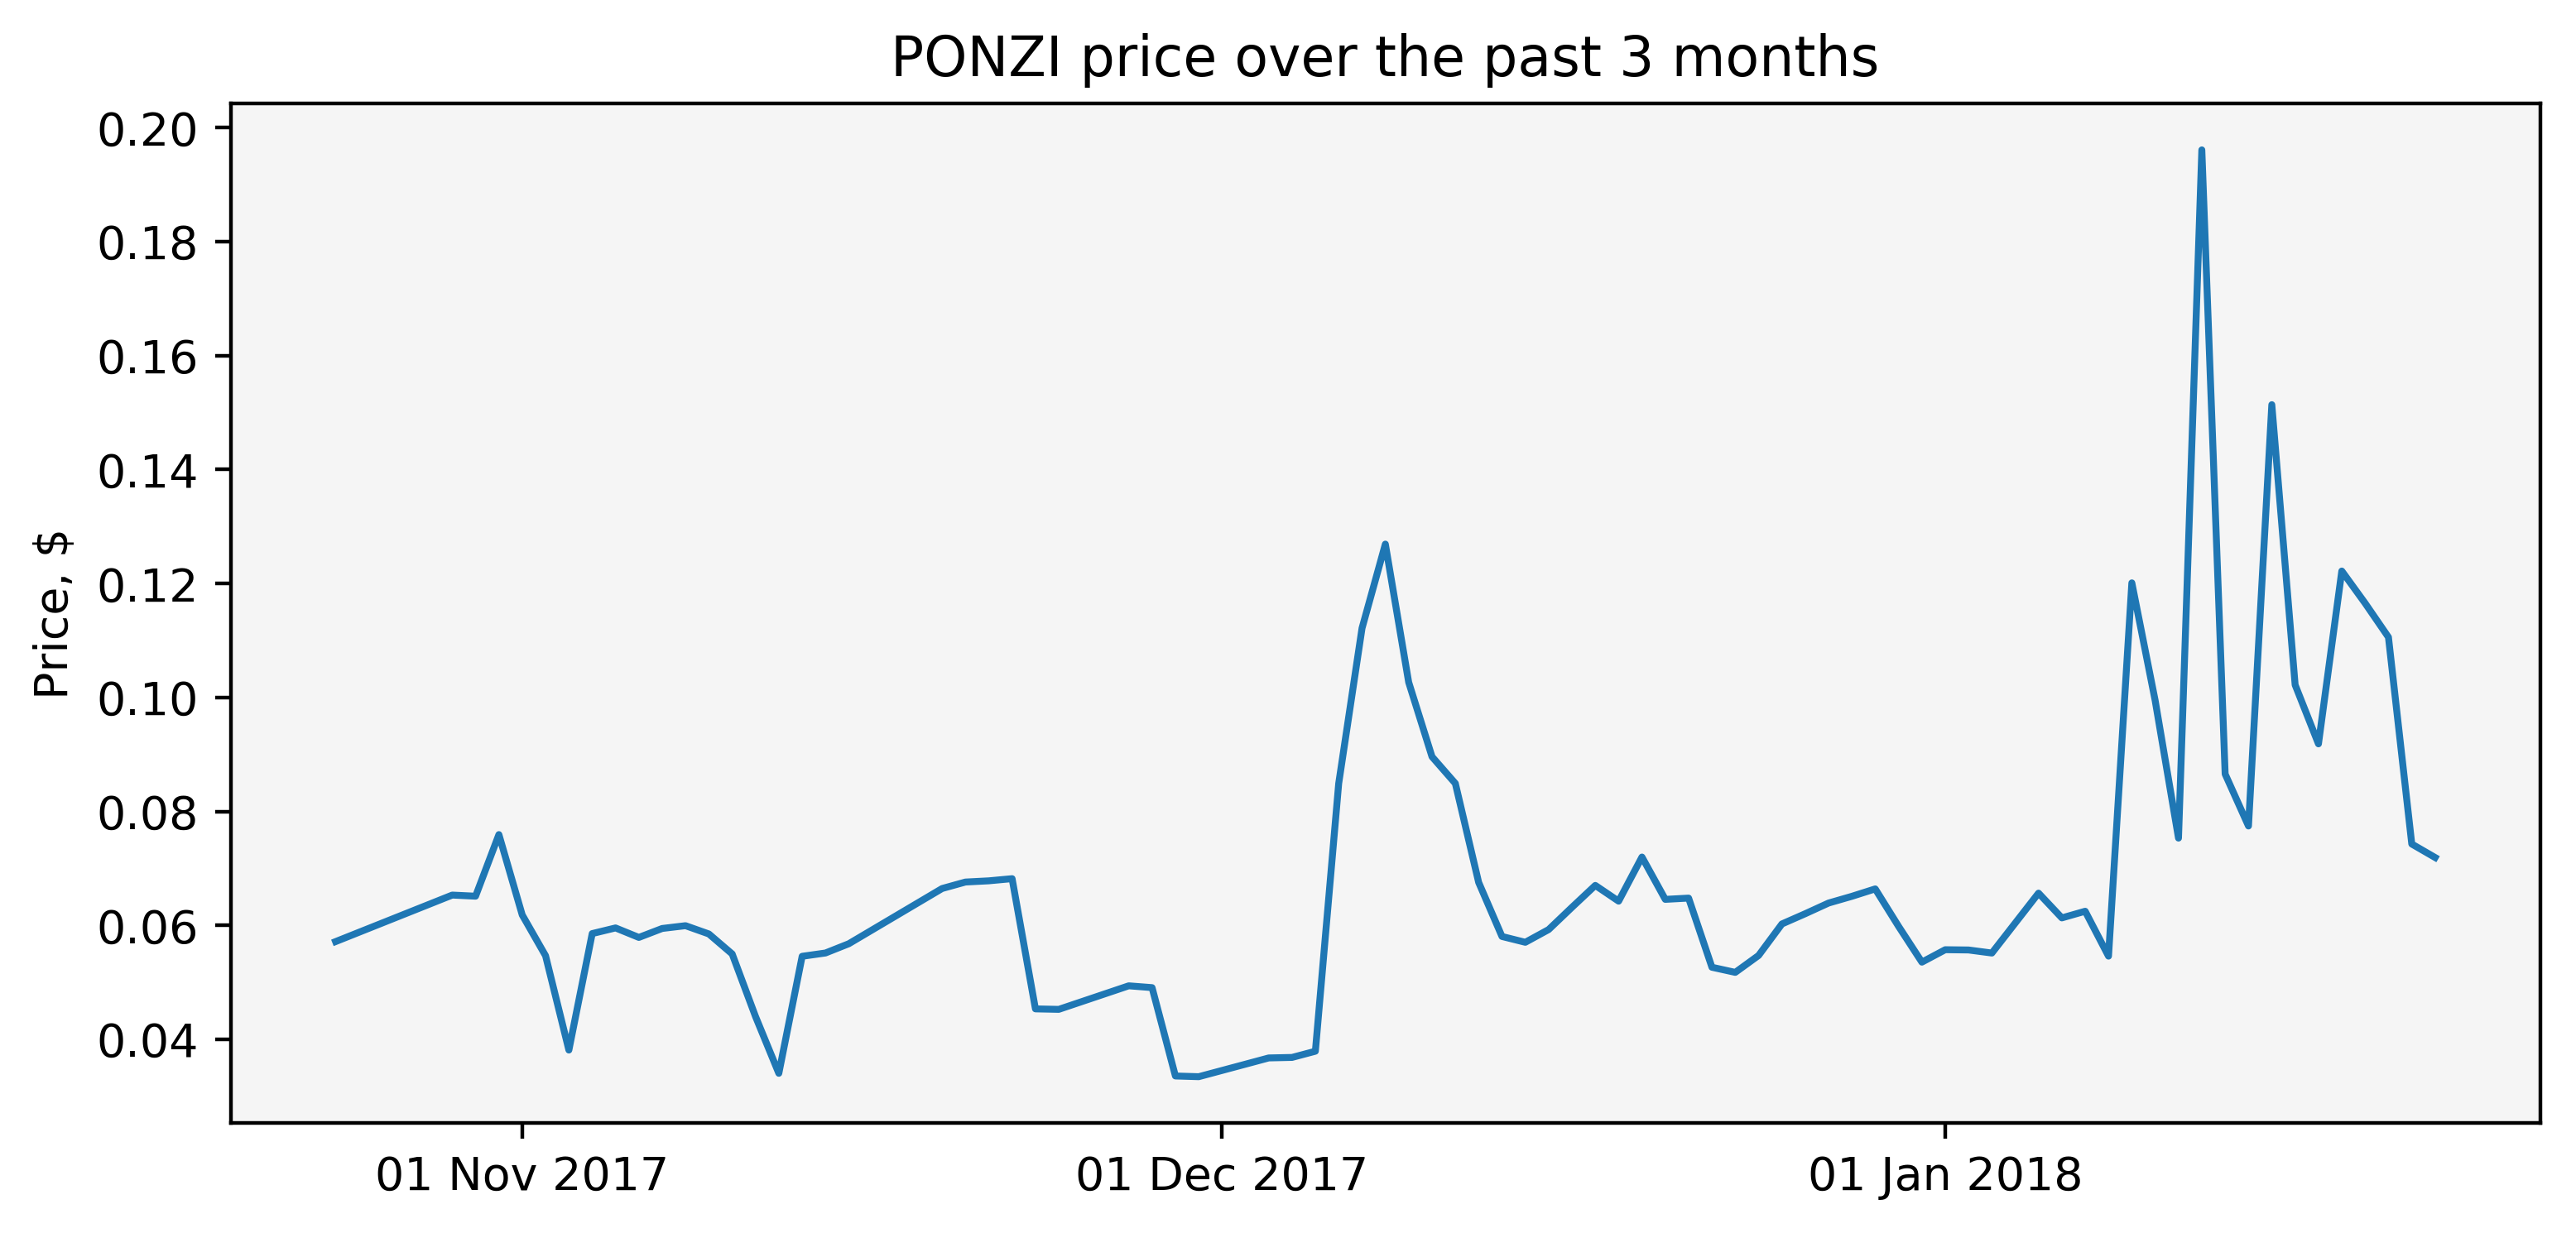 PONZI price over the past 3 months
0.20
0.18
0.16
0.14
0.12
0.10
0.08
0.06
0.04
Price, $
01 Nov 2017
01 Dec 2017
01 Jan 2018